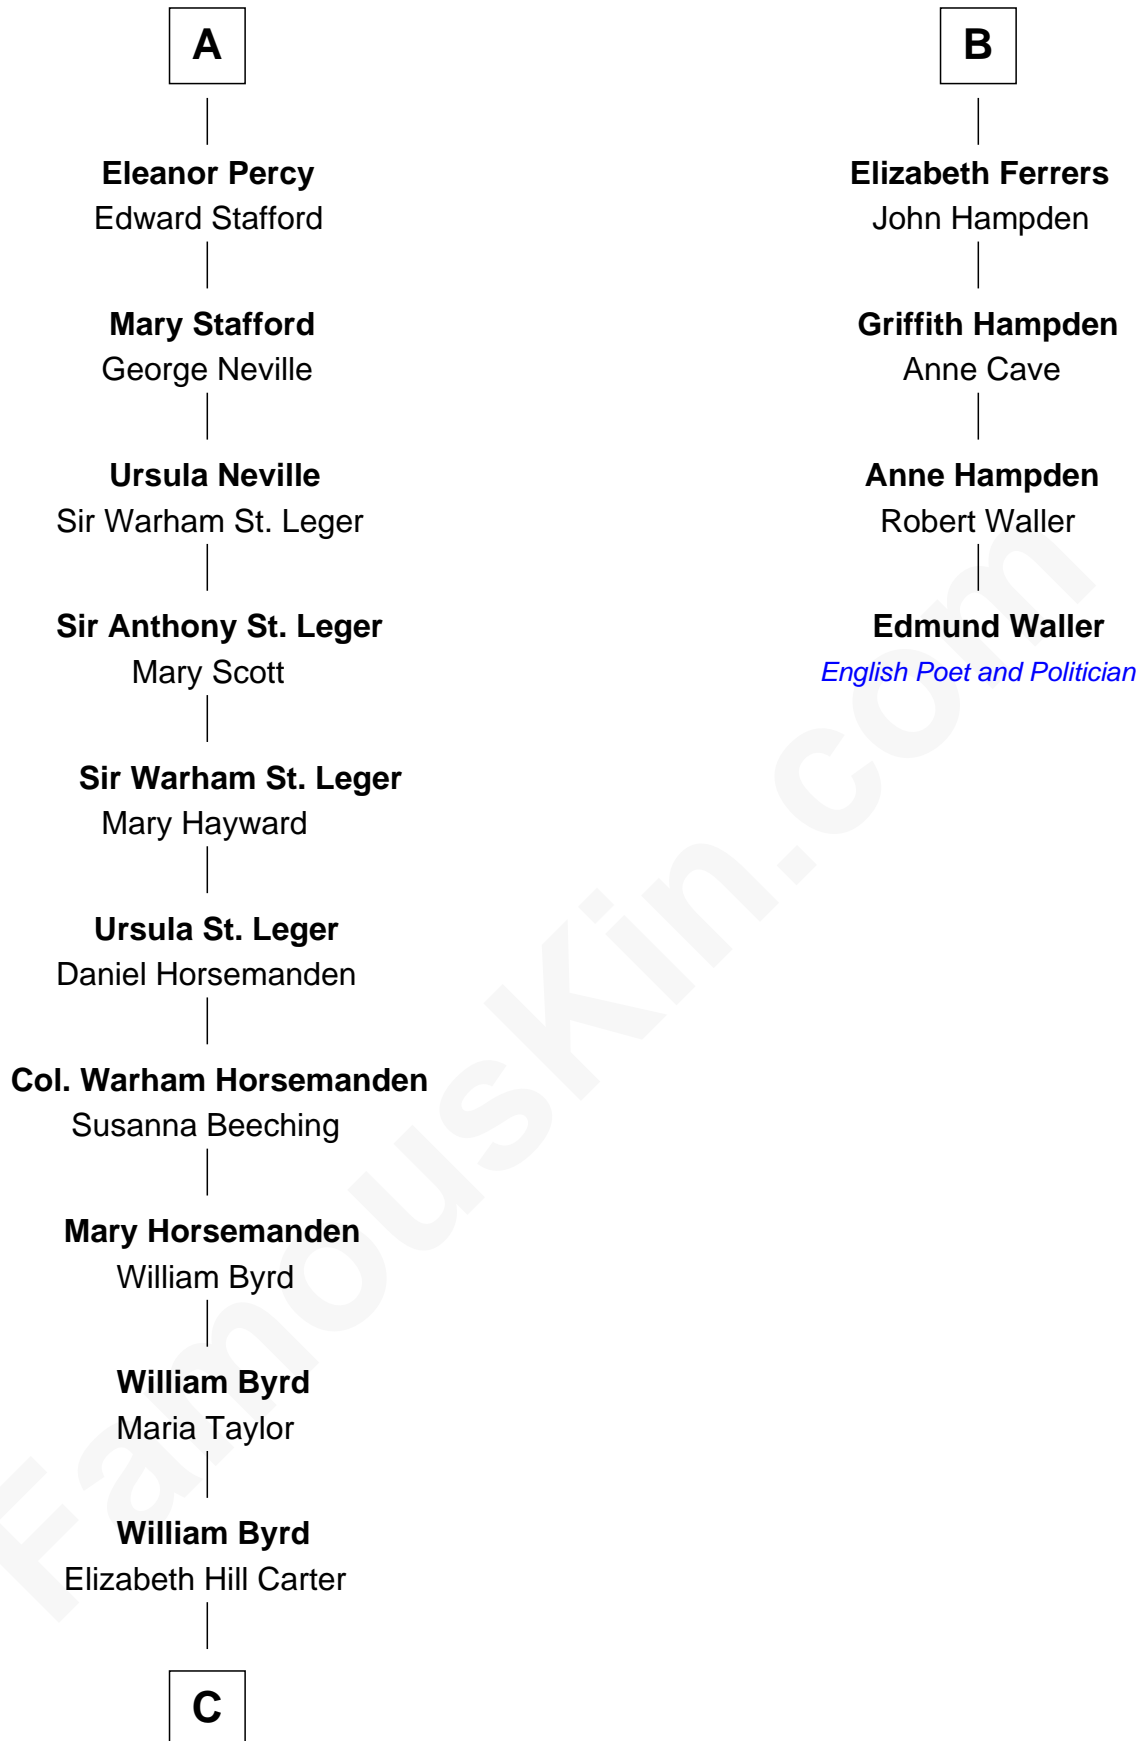 A
Eleanor Percy
Edward Stafford
Mary Stafford
George Neville
Ursula Neville
Sir Warham St. Leger
Sir Anthony St. Leger
Mary Scott
Sir Warham St. Leger
Mary Hayward
Ursula St. Leger
Daniel Horsemanden
Col. Warham Horsemanden
Susanna Beeching
Mary Horsemanden
William Byrd
William Byrd
Maria Taylor
William Byrd
Elizabeth Hill Carter
C
B
Elizabeth Ferrers
John Hampden
Griffith Hampden
Anne Cave
Anne Hampden
Robert Waller
Edmund Waller
English Poet and Politician
FamousKin.com